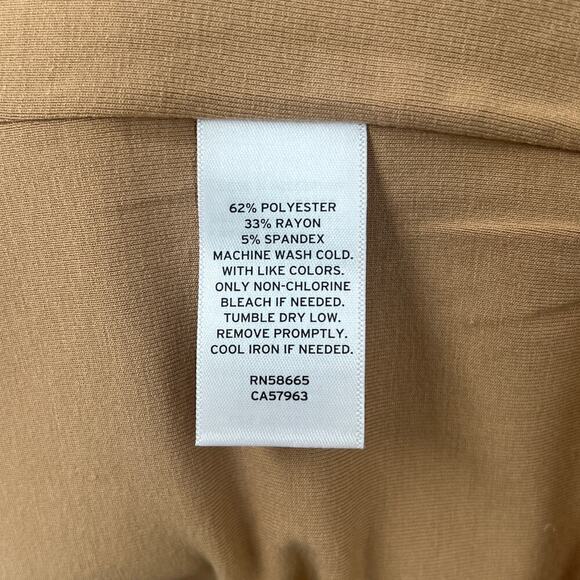 62% POLYESTER
33% RAYON
5% SPANDEX
MACHINE WASH COLD.
WITH LIKE COLORS.
ONLY NON-CHLORINE
BLEACH IF NEEDED.
TUMBLE DRY LOW.
REMOVE PROMPTLY.
COOL IRON IF NEEDED.
RN58665
CA57963